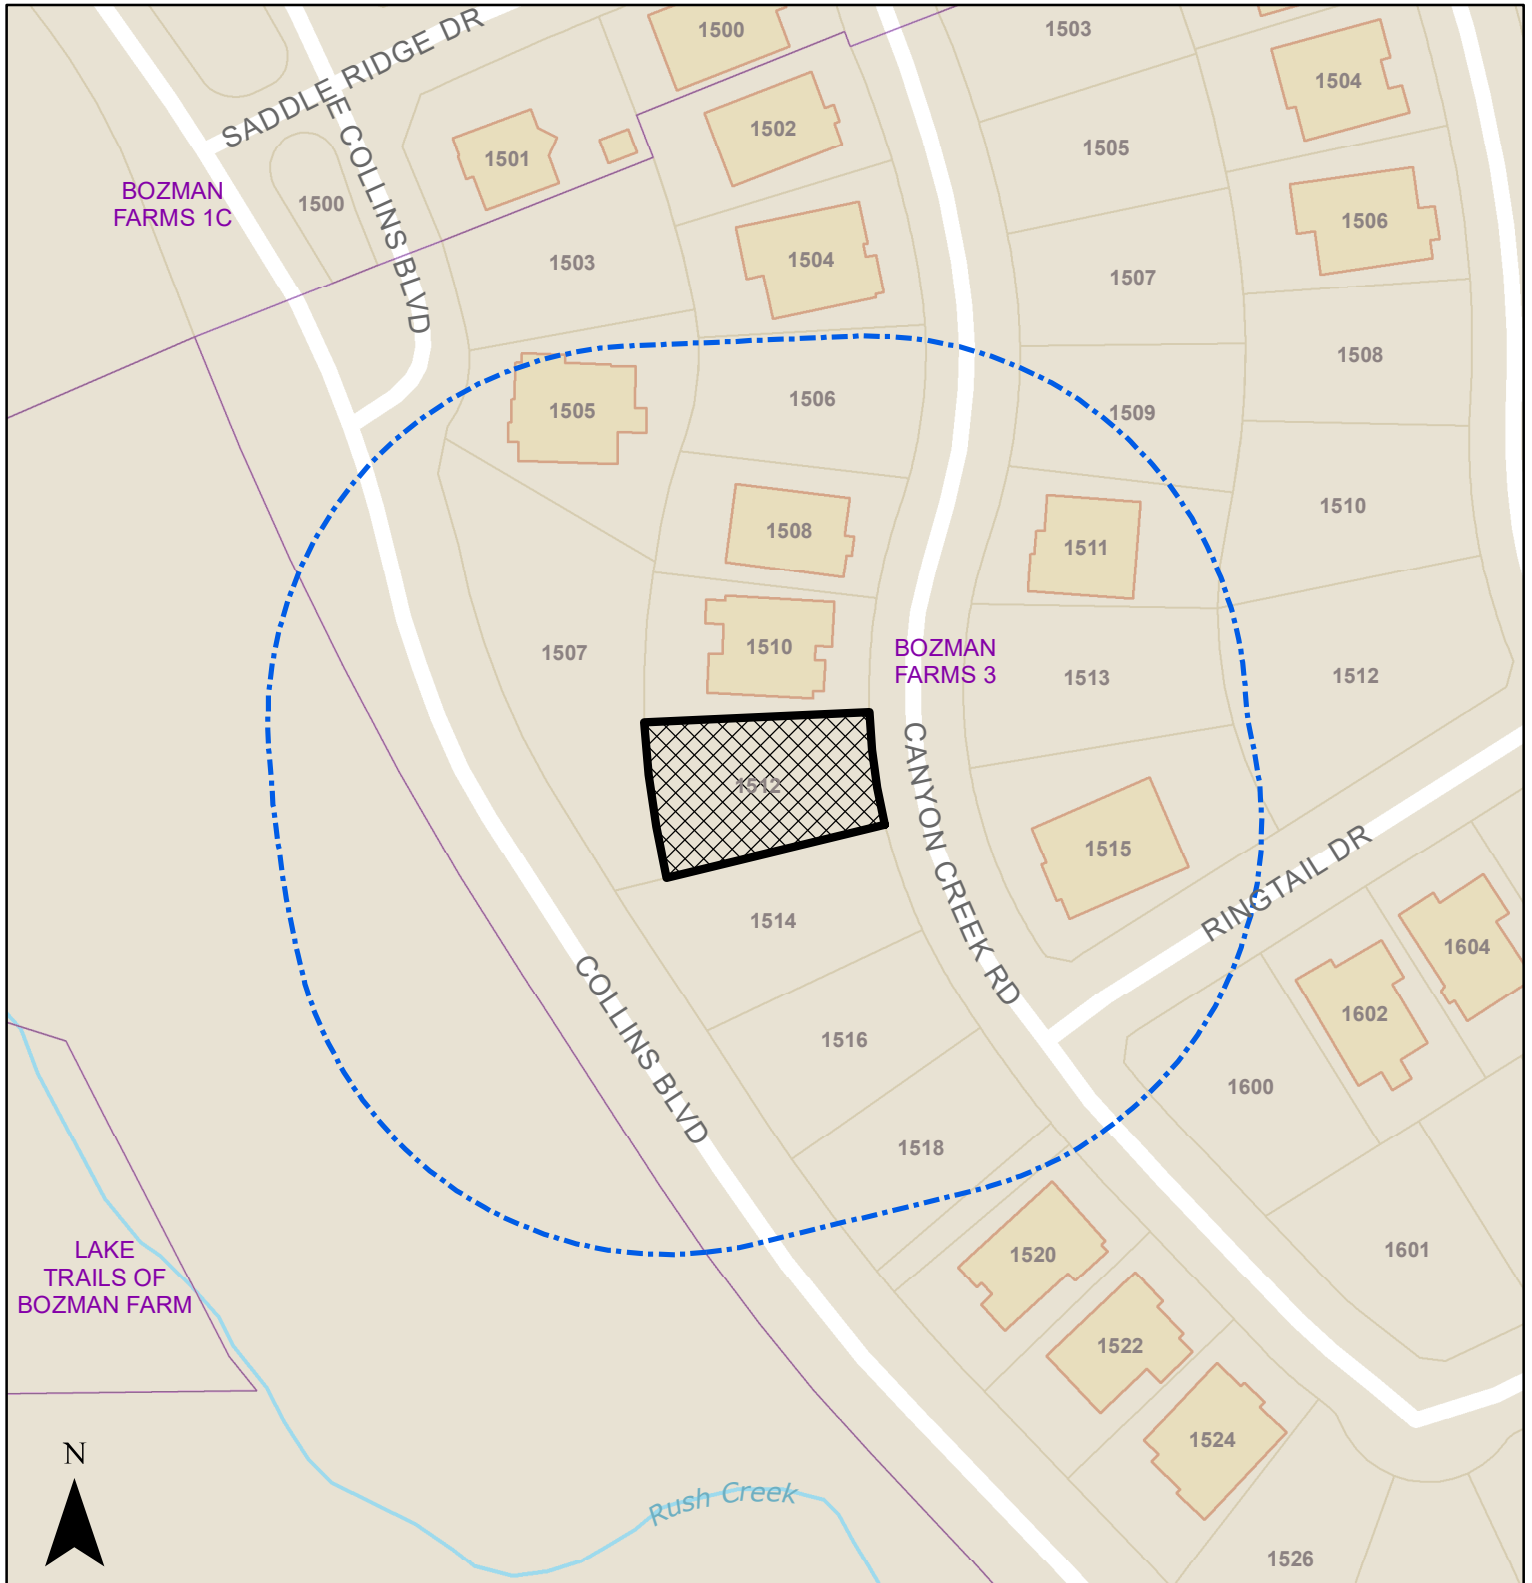 1500
1503
1504
SADDLE RIDGE DR
E COLLINS BLVD
1502
1505
1501
BOZMAN
FARMS 1C
1500
1506
1503
1504
1507
1508
1505
1506
1509
1510
1508
1511
1510
1507
BOZMAN
FARMS 3
1513
1512
1512
CANYON CREEK RD
1515
RINGTAIL DR
1514
1604
COLLINS BLVD
1602
1516
1600
1518
LAKE
TRAILS OF
BOZMAN FARM
1520
1601
1522
1524
N
Rush Creek
1526